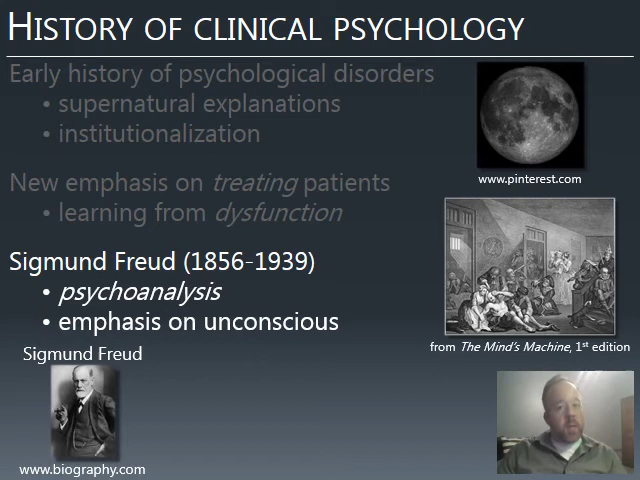 HISTORY OF CLINICAL PSYCHOLOGY
Early history of psychological disorders
• supernatural explanations
• institutionalization
www.pinterest.com
New emphasis on treating patients
• learning from dysfunction
Sigmund Freud (1856-1939)
• psychoanalysis
• emphasis on unconscious
from The Mind's Machine, 1st edition
Sigmund Freud
www.biography.com